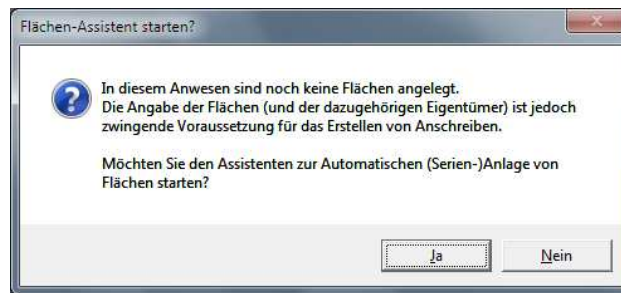 Flächen-Assistent starten?
In diesem Anwesen sind noch keine Flächen angelegt.
Die Angabe der Flächen (und der dazugehörigen Eigentümer) ist jedoch
zwingende Voraussetzung für das Erstellen von Anschreiben.
Möchten Sie den Assistenten zur Automatischen (Serien-)Anlage von
Flächen starten?
Ja
Nein